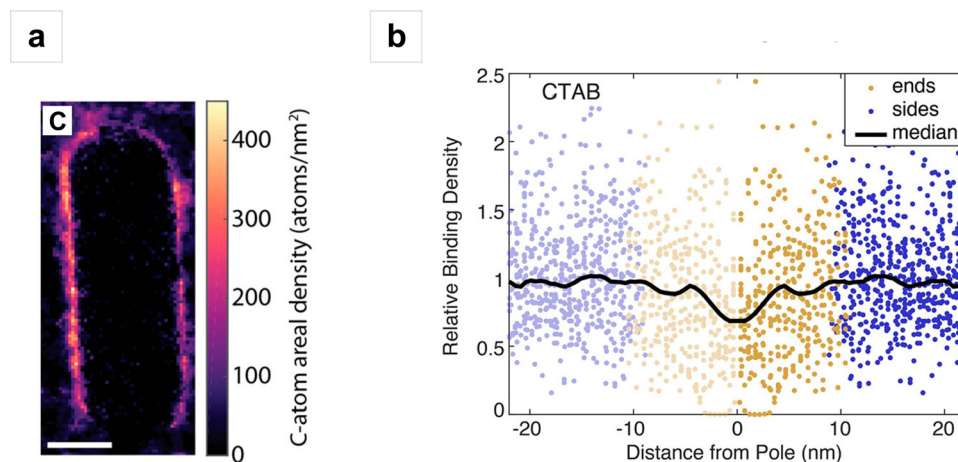 a
C
400
300
200
100
0
C-atom areal density (atoms/nm²)
b
CTAB
ends
sides
median
2.5
2
1.5
1
0.5
0
Relative Binding Density
-20
-10
0
10
20
Distance from Pole (nm)